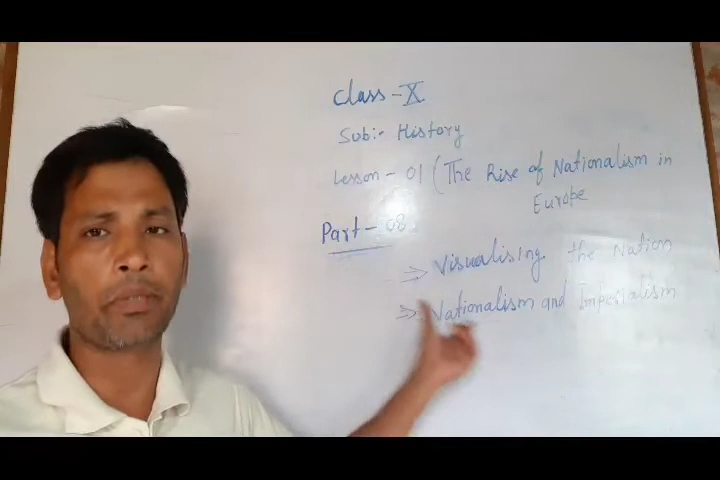 Class - X
Sub:- History
Lesson - 01 (The Rise of Nationalism in
Europe
Part - 08
⇒ Visualising the Nation
⇒ Nationalism and Imperialism